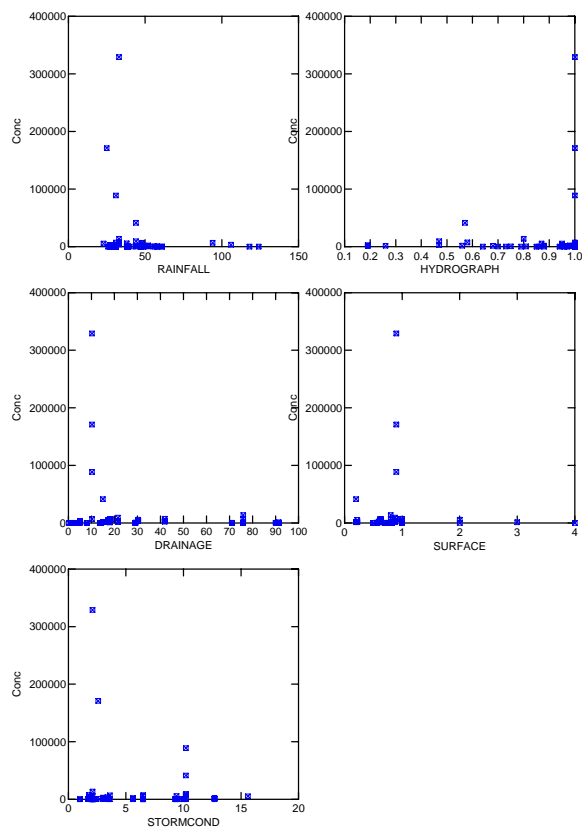 400000 400000
300000 300000
200000 200000
Conc Conc
100000 100000
0 0
0 50 100 150 0.1 0.2 0.3 0.4 0.5 0.6 0.7 0.8 0.9 1.0
RAINFALL HYDROGRAPH
400000 400000
300000 300000
200000 200000
Conc Conc
100000 100000
0 0
0 10 20 30 40 50 60 70 80 90 100 0 1 2 3 4
DRAINAGE SURFACE
400000
300000
200000
Conc
100000
0
0 5 10 15 20
STORMCOND